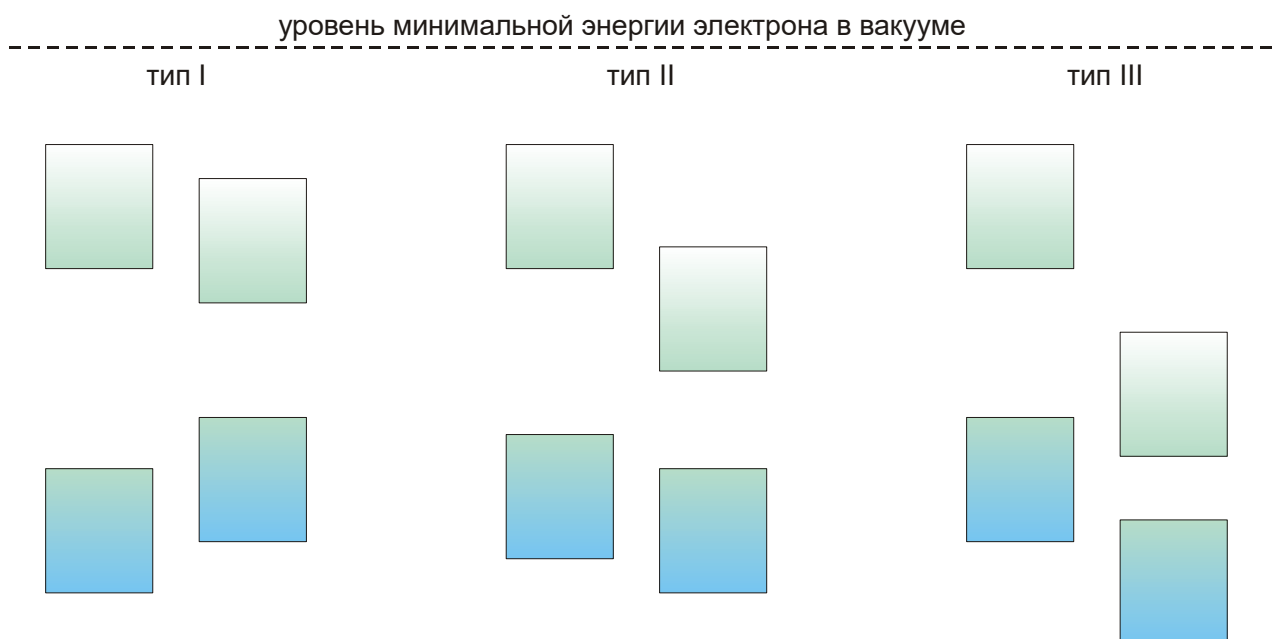 уровень минимальной энергии электрона в вакууме
тип I
тип II
тип III